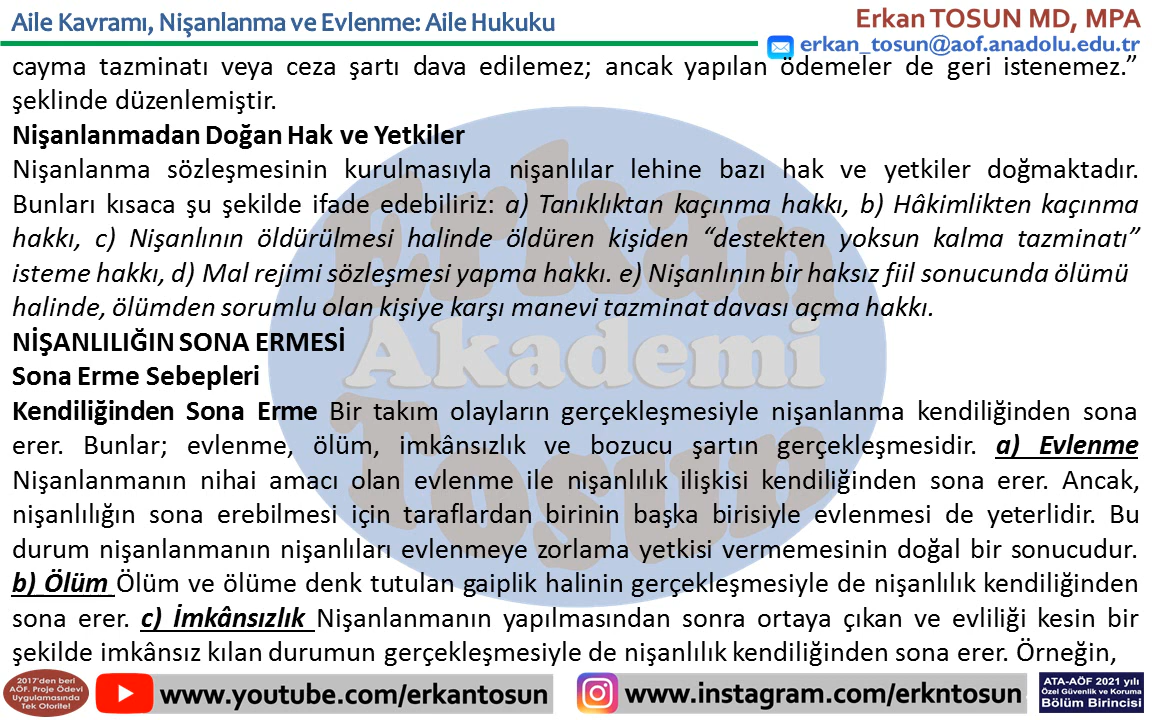 Aile Kavramı, Nişanlanma ve Evlenme: Aile Hukuku
Erkan TOSUN MD, MPA
erkan_tosun@aof.anadolu.edu.tr
cayma tazminatı veya ceza şartı dava edilemez; ancak yapılan ödemeler de geri istenemez.”
şeklinde düzenlemiştir.
Nişanlanmadan Doğan Hak ve Yetkiler
Nişanlanma sözleşmesinin kurulmasıyla nişanlılar lehine bazı hak ve yetkiler doğmaktadır.
Bunları kısaca şu şekilde ifade edebiliriz: a) Tanıklıktan kaçınma hakkı, b) Hâkimlikten kaçınma
hakkı, c) Nişanlının öldürülmesi halinde öldüren kişiden “destekten yoksun kalma tazminatı”
isteme hakkı, d) Mal rejimi sözleşmesi yapma hakkı. e) Nişanlının bir haksız fiil sonucunda ölümü
halinde, ölümden sorumlu olan kişiye karşı manevi tazminat davası açma hakkı.
NİŞANLILIĞIN SONA ERMESİ
Sona Erme Sebepleri
Kendiliğinden Sona Erme Bir takım olayların gerçekleşmesiyle nişanlanma kendiliğinden sona
erer. Bunlar; evlenme, ölüm, imkânsızlık ve bozucu şartın gerçekleşmesidir. a) Evlenme
Nişanlanmanın nihai amacı olan evlenme ile nişanlılık ilişkisi kendiliğinden sona erer. Ancak,
nişanlılığın sona erebilmesi için taraflardan birinin başka birisiyle evlenmesi de yeterlidir. Bu
durum nişanlanmanın nişanlıları evlenmeye zorlama yetkisi vermemesinin doğal bir sonucudur.
b) Ölüm Ölüm ve ölüme denk tutulan gaiplik halinin gerçekleşmesiyle de nişanlılık kendiliğinden
sona erer. c) İmkânsızlık Nişanlanmanın yapılmasından sonra ortaya çıkan ve evliliği kesin bir
şekilde imkânsız kılan durumun gerçekleşmesiyle de nişanlılık kendiliğinden sona erer. Örneğin,
Erkan
Akademi
Tosun
2017'den beri
AÖF. Proje Ödevi
Uygulamasında
Tek Otorite!
www.youtube.com/erkantosun
www.instagram.com/erkntosun
ATA-AÖF 2021 yılı
Özel Güvenlik ve Koruma
Bölüm Birincisi